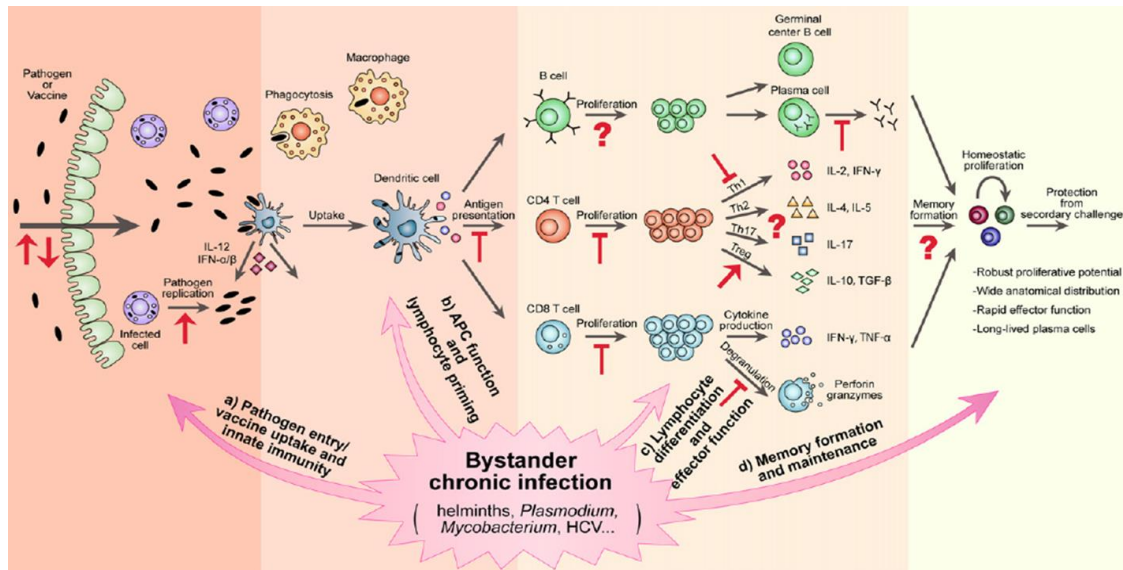 Pathogen
or
Vaccine
Infected
cell
Pathogen
replication
IL-12
IFN-α/β
Phagocytosis
Macrophage
Uptake
Dendritic cell
Antigen
presentation
B cell
Proliferation
?
Germinal
center B cell
Plasma cell
CD4 T cell
Proliferation
Th1
Th2
Th17
Treg
?
IL-2, IFN-γ
IL-4, IL-5
IL-17
IL-10, TGF-β
CD8 T cell
Proliferation
Cytokine
production
Degranulation
IFN-γ, TNF-α
Perforin
granzymes
Memory
formation
?
Homeostatic
proliferation
Protection
from
secordary challenge
-Robust proliferative potential
-Wide anatomical distribution
-Rapid effector function
-Long-lived plasma cells
a) Pathogen entry/
vaccine uptake and
innate immunity
b) APC function
and
lymphocyte priming
c) Lymphocyte
differentiation
and
effector function
d) Memory formation
and maintenance
Bystander
chronic infection
( helminths, Plasmodium,
Mycobacterium, HCV... )